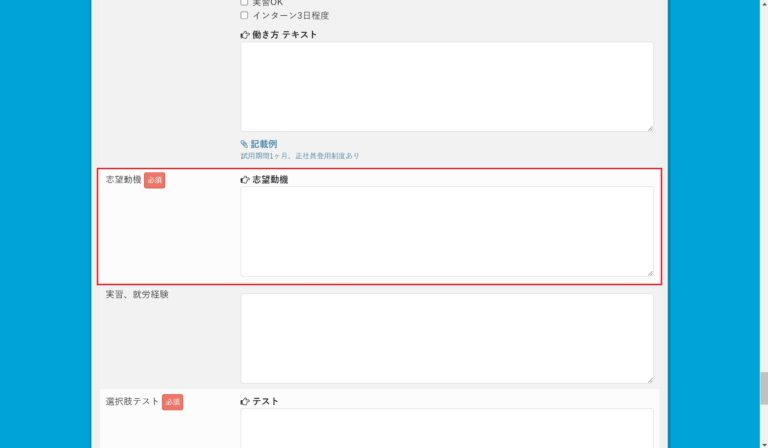 実習OK
インターン3日程度
働き方 テキスト
記載例
試用期間1ヶ月、正社員登用制度あり
志望動機 必須
志望動機
実習、就労経験
選択肢テスト 必須
テスト